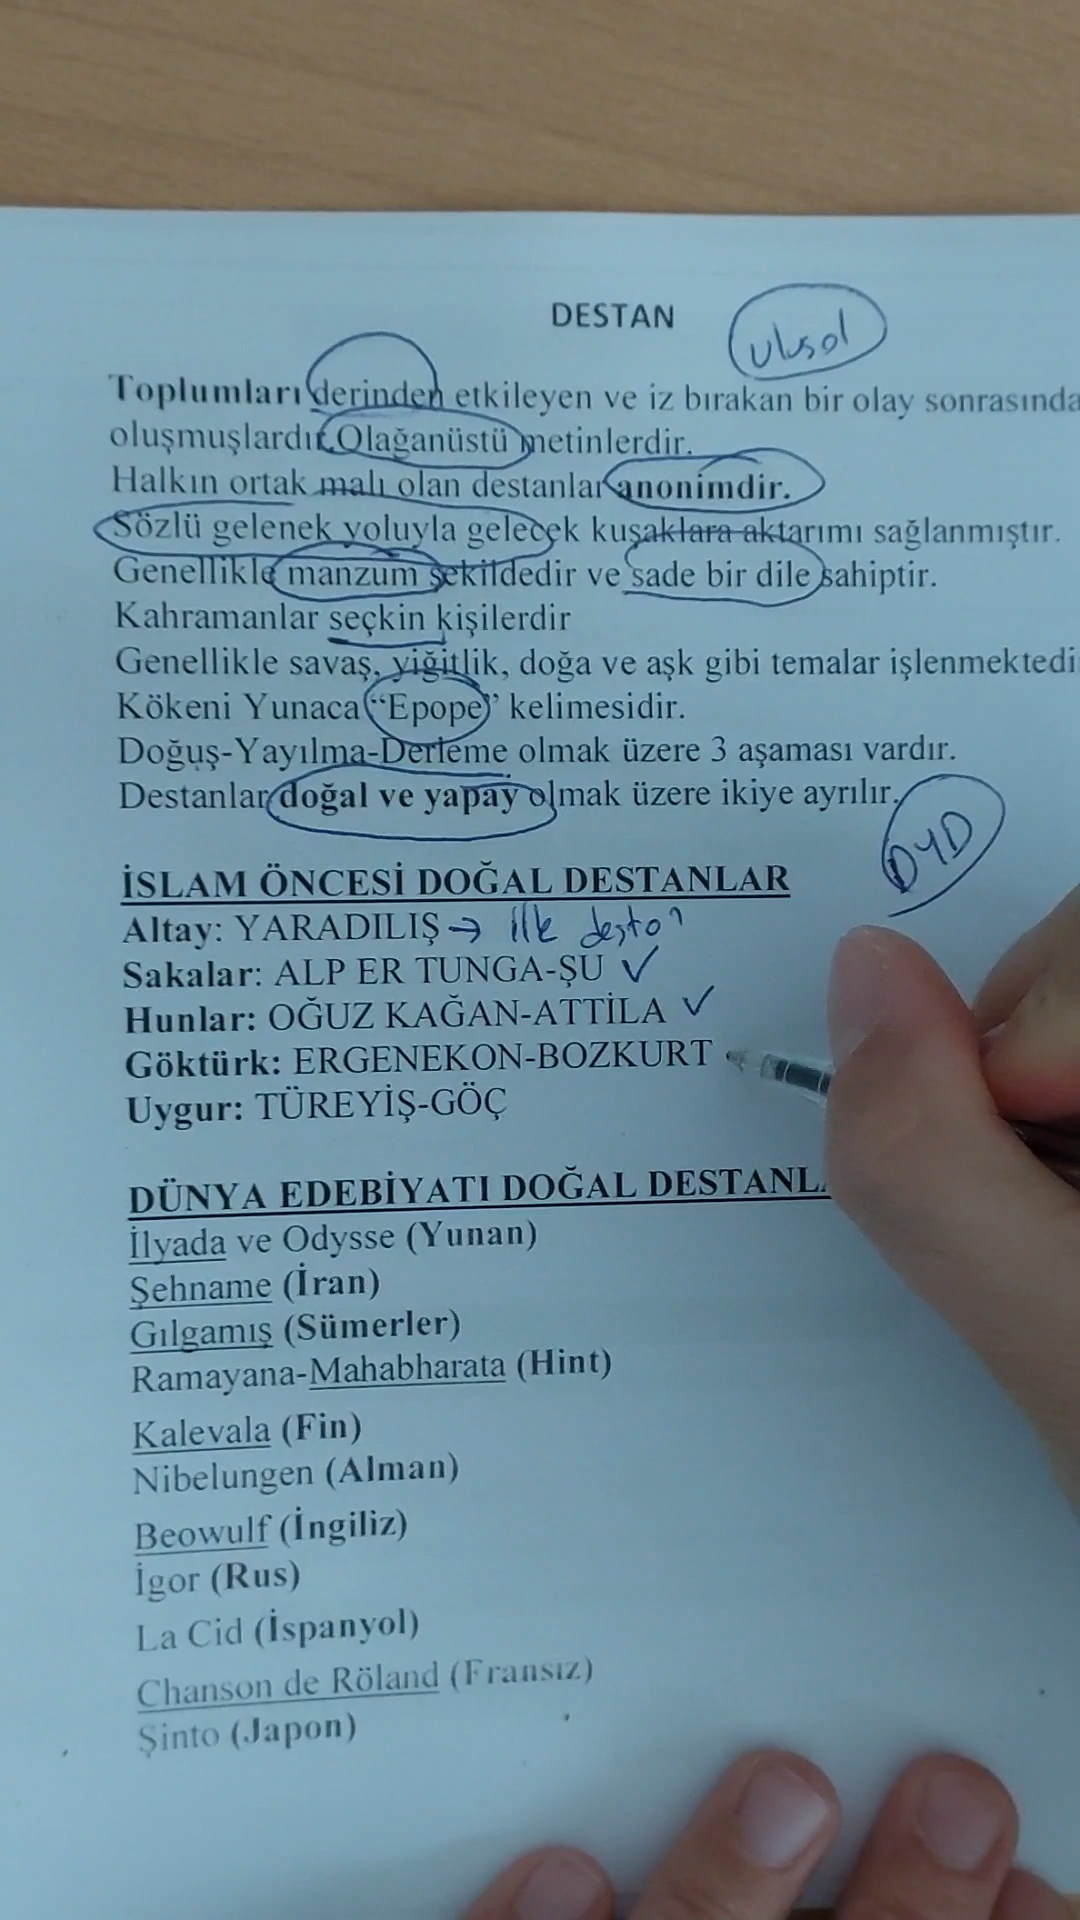 DESTAN
ulusal
Toplumları derinden etkileyen ve iz bırakan bir olay sonrasında
oluşmuşlardır. Olağanüstü metinlerdir.
Halkın ortak malı olan destanlar anonimdir.
Sözlü gelenek yoluyla gelecek kuşaklara aktarımı sağlanmıştır.
Genellikle manzum şekildedir ve sade bir dile sahiptir.
Kahramanlar seçkin kişilerdir
Genellikle savaş, yiğitlik, doğa ve aşk gibi temalar işlenmektedi
Kökeni Yunaca “Epope” kelimesidir.
Doğuş-Yayılma-Derleme olmak üzere 3 aşaması vardır.
Destanlar doğal ve yapay olmak üzere ikiye ayrılır.
DYD
İSLAM ÖNCESİ DOĞAL DESTANLAR
Altay: YARADILIŞ → ilk destan
Sakalar: ALP ER TUNGA-ŞU ✓
Hunlar: OĞUZ KAĞAN-ATTİLA ✓
Göktürk: ERGENEKON-BOZKURT
Uygur: TÜREYİŞ-GÖÇ
DÜNYA EDEBİYATI DOĞAL DESTANL
İlyada ve Odysse (Yunan)
Şehname (İran)
Gılgamış (Sümerler)
Ramayana-Mahabharata (Hint)
Kalevala (Fin)
Nibelungen (Alman)
Beowulf (İngiliz)
İgor (Rus)
La Cid (İspanyol)
Chanson de Röland (Fransız)
Şinto (Japon)